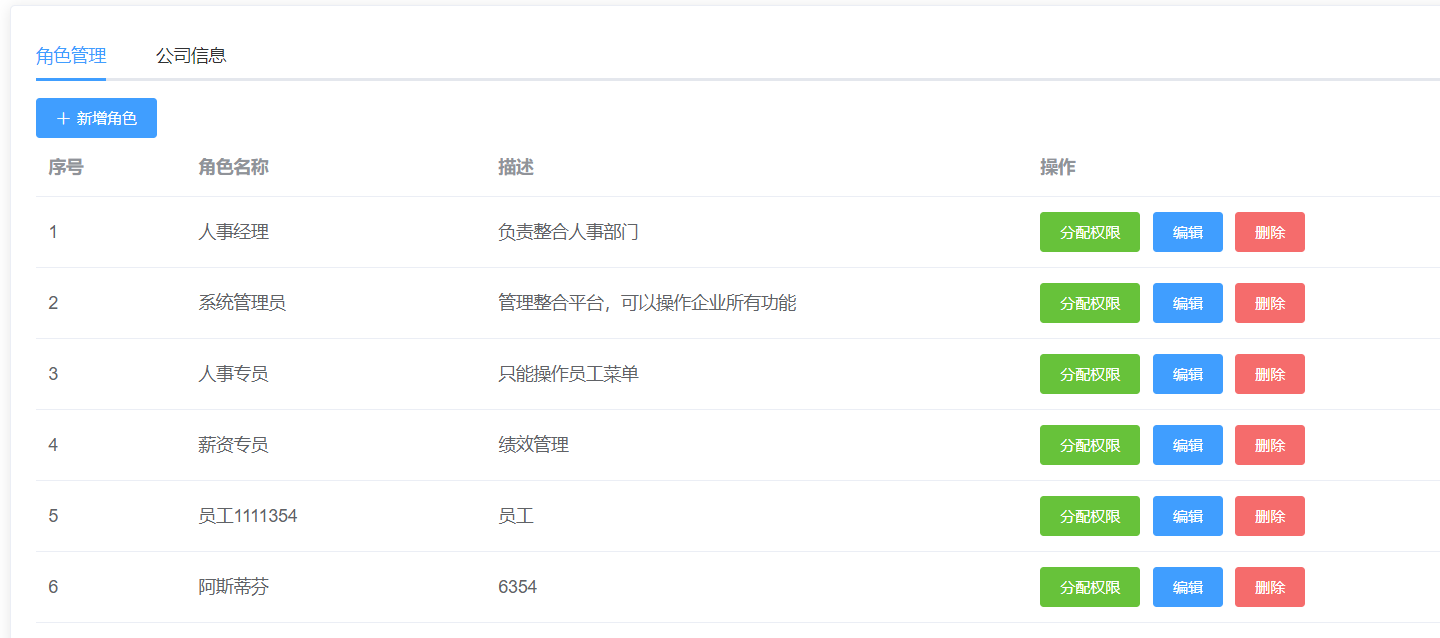 角色管理 公司信息
+ 新增角色
序号 角色名称 描述 操作
1 人事经理 负责整合人事部门 分配权限 编辑 删除
2 系统管理员 管理整合平台，可以操作企业所有功能 分配权限 编辑 删除
3 人事专员 只能操作员工菜单 分配权限 编辑 删除
4 薪资专员 绩效管理 分配权限 编辑 删除
5 员工1111354 员工 分配权限 编辑 删除
6 阿斯蒂芬 6354 分配权限 编辑 删除